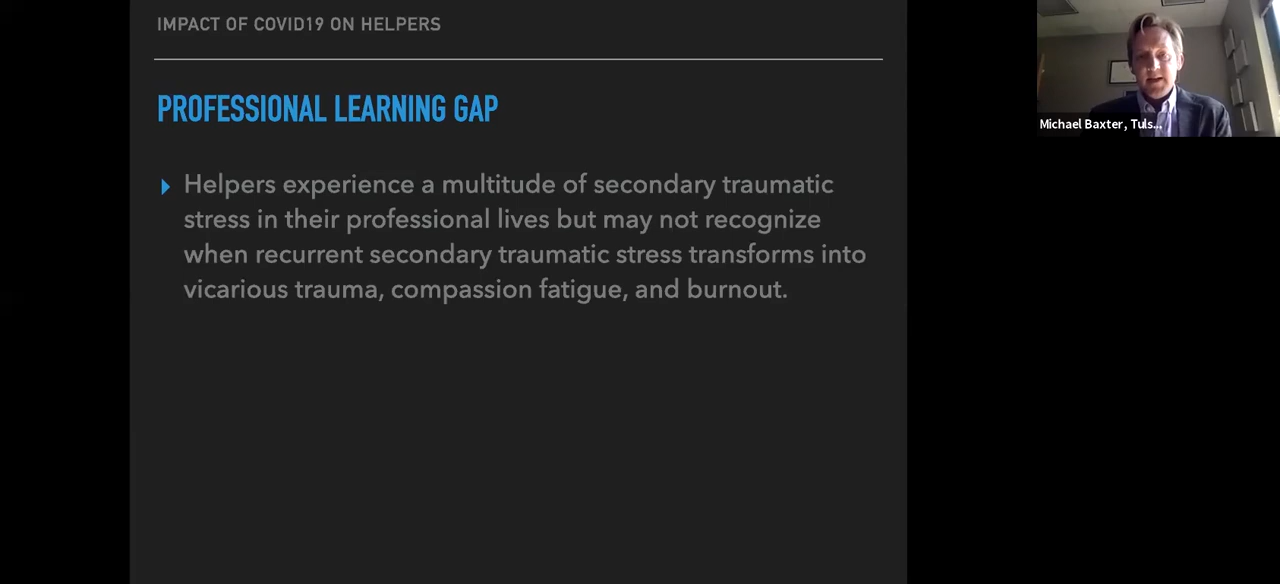 IMPACT OF COVID19 ON HELPERS
PROFESSIONAL LEARNING GAP
Helpers experience a multitude of secondary traumatic
stress in their professional lives but may not recognize
when recurrent secondary traumatic stress transforms into
vicarious trauma, compassion fatigue, and burnout.
Michael Baxter, Tuls...